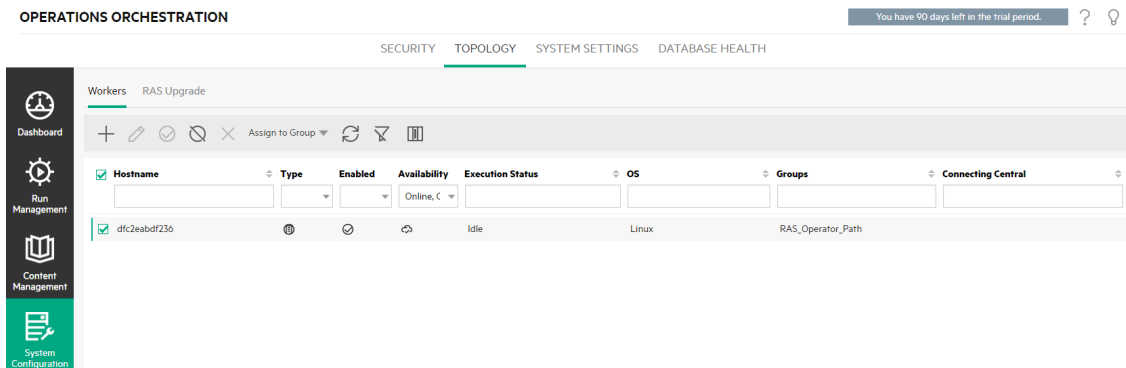 OPERATIONS ORCHESTRATION
You have 90 days left in the trial period.
SECURITY TOPOLOGY SYSTEM SETTINGS DATABASE HEALTH
Dashboard
Run
Management
Content
Management
System
Configuration
Workers RAS Upgrade
Assign to Group
Hostname Type Enabled Availability Execution Status OS Groups Connecting Central
Online, C
dfc2eabdf236 Idle Linux RAS_Operator_Path